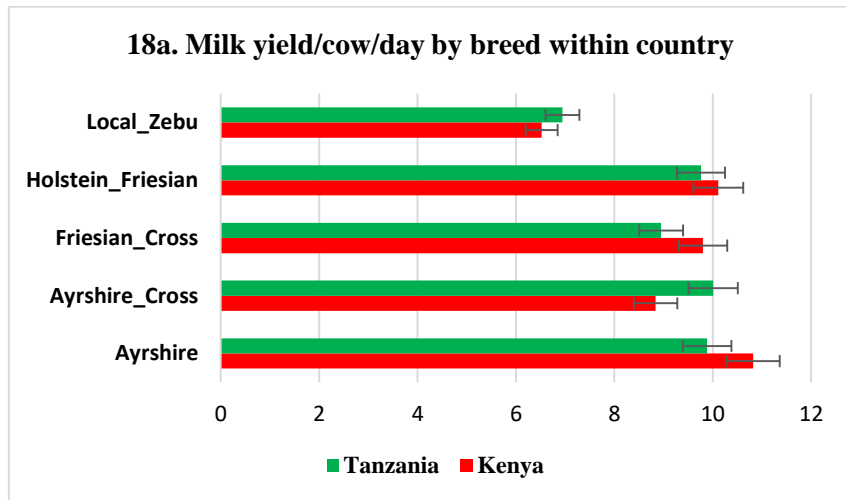 18a. Milk yield/cow/day by breed within country
Local_Zebu
Holstein_Friesian
Friesian_Cross
Ayrshire_Cross
Ayrshire
0 2 4 6 8 10 12
Tanzania Kenya